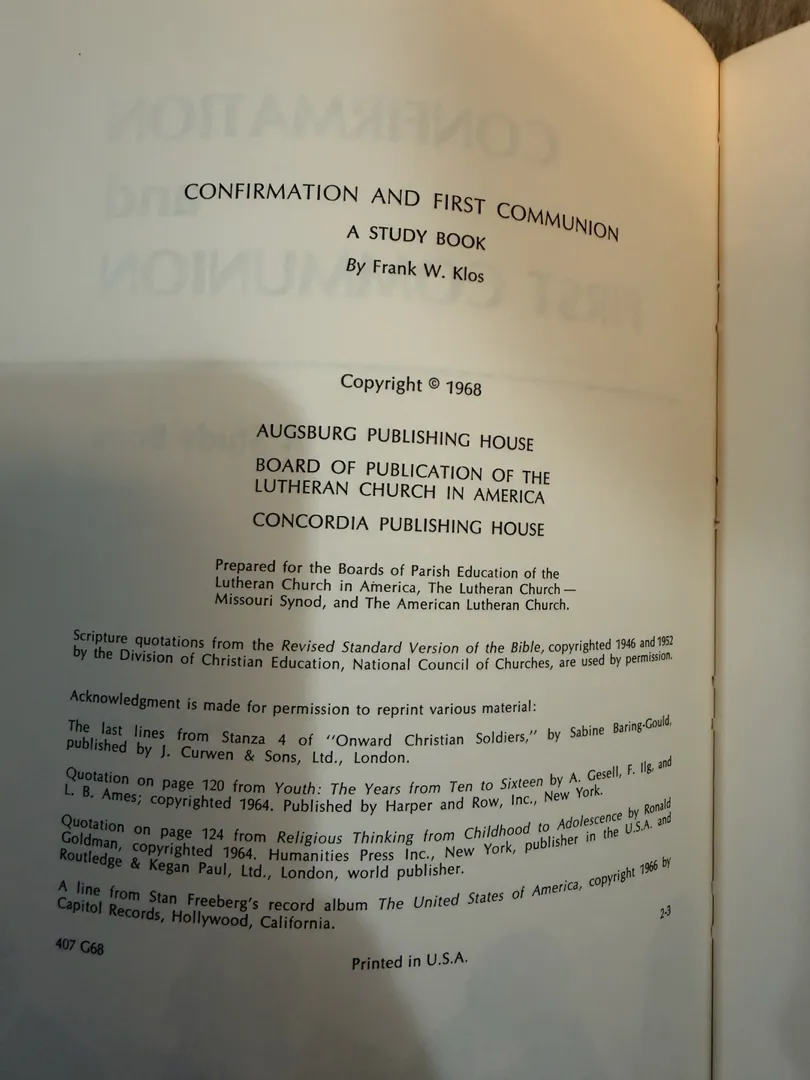 CONFIRMATION AND FIRST COMMUNION
A STUDY BOOK
By Frank W. Klos
Copyright © 1968
AUGSBURG PUBLISHING HOUSE
BOARD OF PUBLICATION OF THE
LUTHERAN CHURCH IN AMERICA
CONCORDIA PUBLISHING HOUSE
Prepared for the Boards of Parish Education of the
Lutheran Church in America, The Lutheran Church—
Missouri Synod, and The American Lutheran Church.
Scripture quotations from the Revised Standard Version of the Bible, copyrighted 1946 and 1952
by the Division of Christian Education, National Council of Churches, are used by permission.
Acknowledgment is made for permission to reprint various material:
The last lines from Stanza 4 of "Onward Christian Soldiers," by Sabine Baring-Gould,
published by J. Curwen & Sons, Ltd., London.
Quotation on page 120 from Youth: The Years from Ten to Sixteen by A. Gesell, F. Ilg, and
L. B. Ames; copyrighted 1964. Published by Harper and Row, Inc., New York.
Quotation on page 124 from Religious Thinking from Childhood to Adolescence by Ronald
Goldman, copyrighted 1964. Humanities Press Inc., New York, publisher in the U.S.A. and
Routledge & Kegan Paul, Ltd., London, world publisher.
A line from Stan Freeberg's record album The United States of America, copyright 1966 by
Capitol Records, Hollywood, California.
2-3
407 G68
Printed in U.S.A.